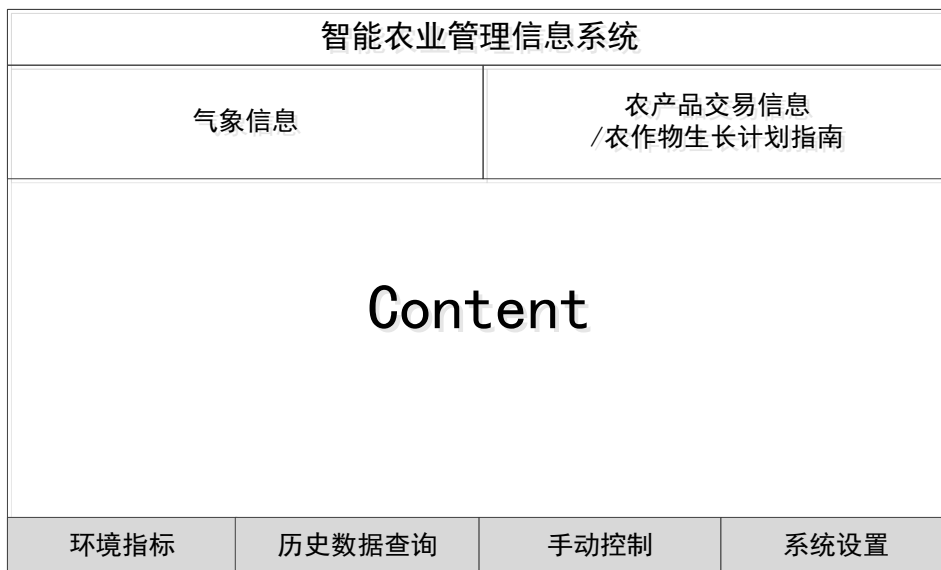 智能农业管理信息系统
气象信息
农产品交易信息
/农作物生长计划指南
Content
环境指标
历史数据查询
手动控制
系统设置